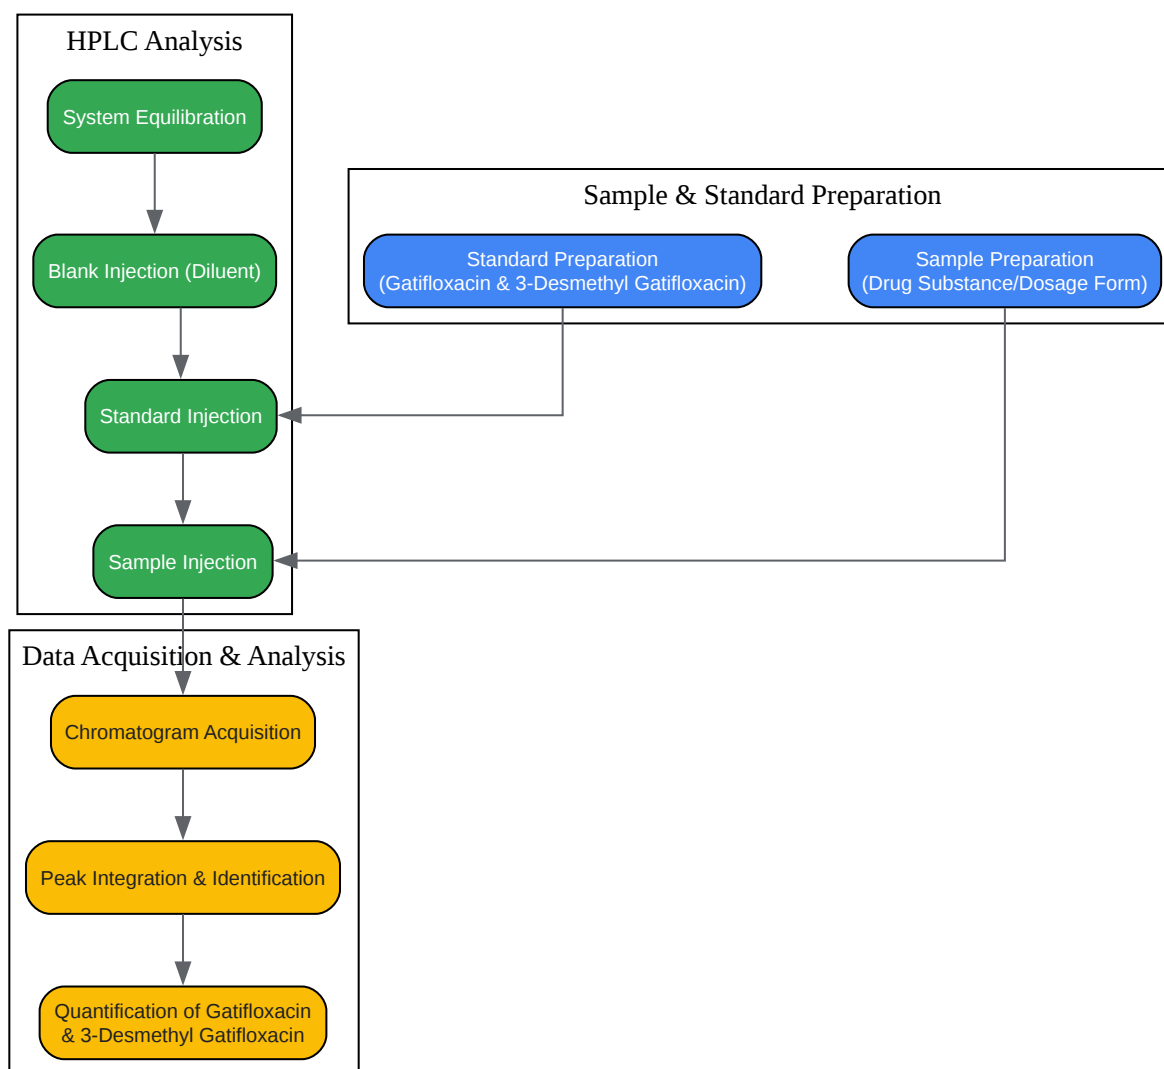 HPLC Analysis
System Equilibration
Blank Injection (Diluent)
Standard Injection
Sample Injection
Sample & Standard Preparation
Standard Preparation
(Gatifloxacin & 3-Desmethyl Gatifloxacin)
Sample Preparation
(Drug Substance/Dosage Form)
Data Acquisition & Analysis
Chromatogram Acquisition
Peak Integration & Identification
Quantification of Gatifloxacin
& 3-Desmethyl Gatifloxacin